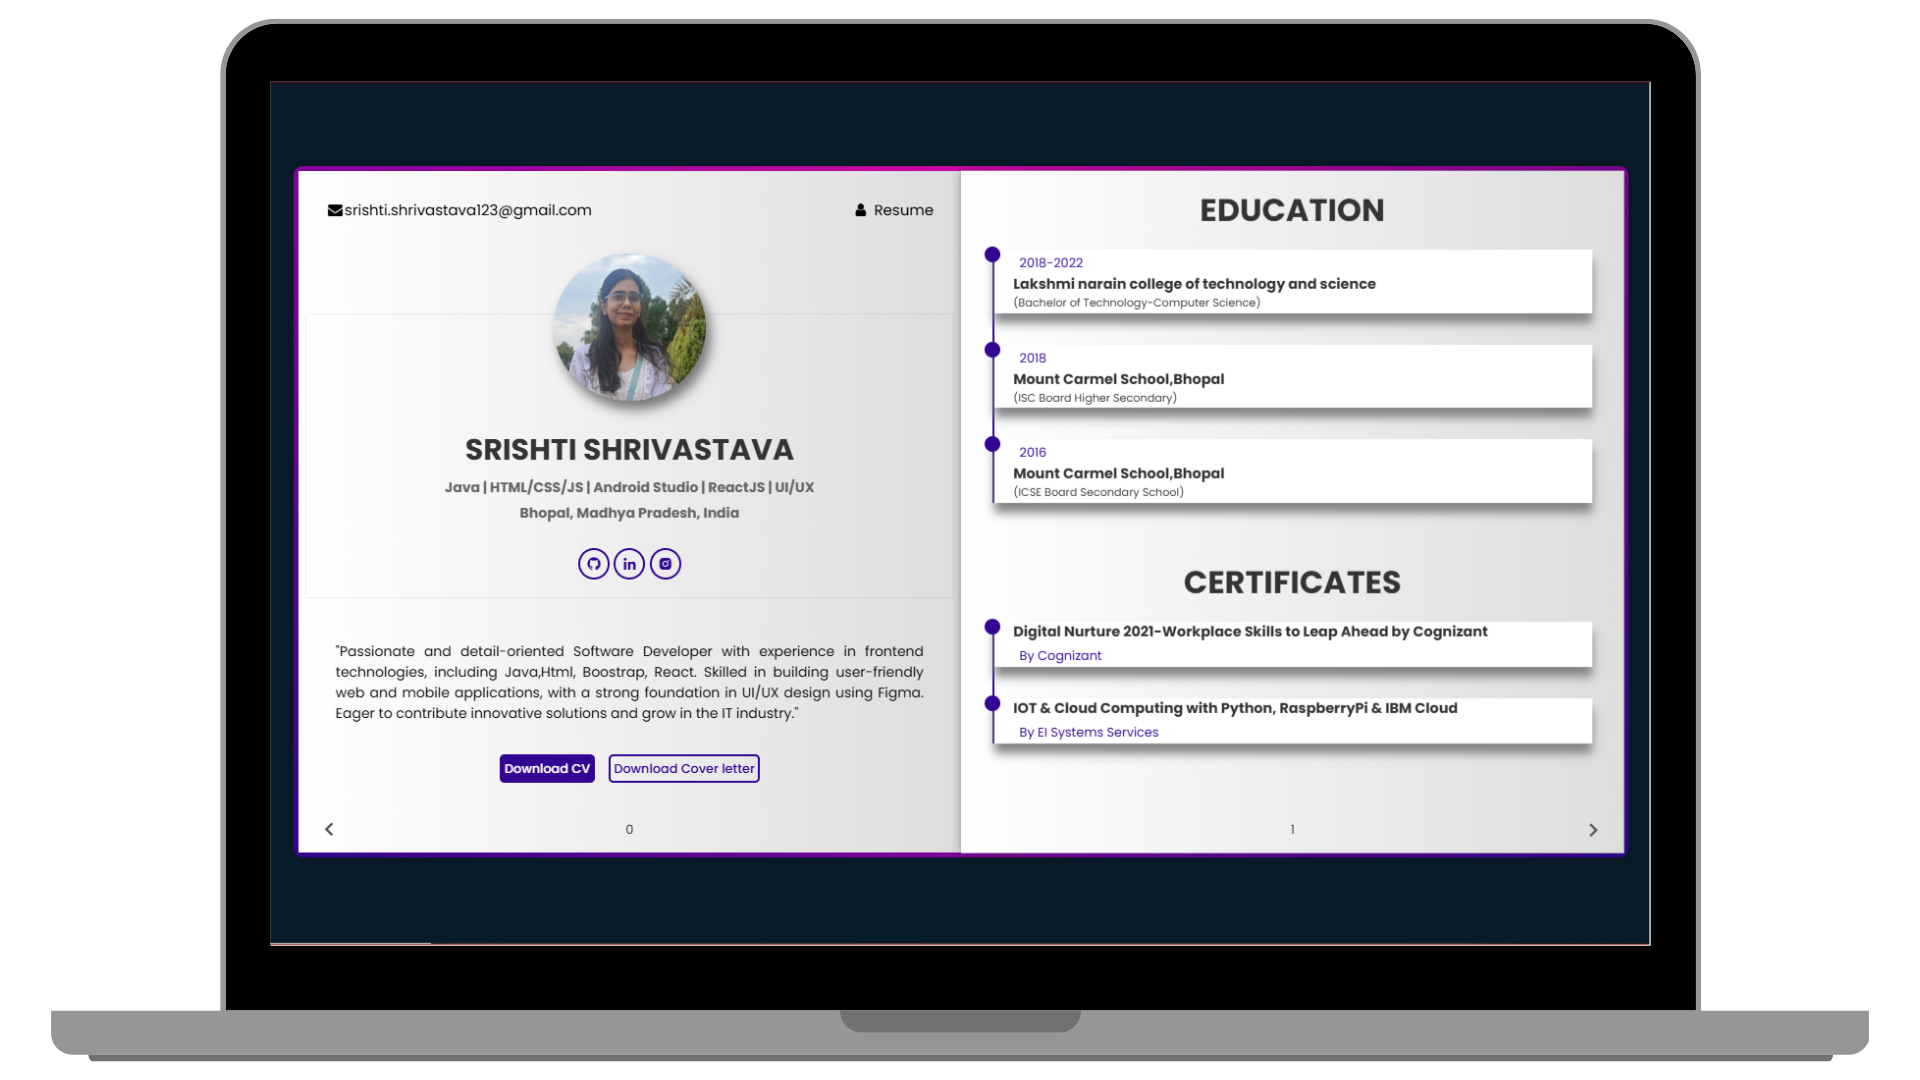 srishti.shrivastava123@gmail.com
Resume
SRISHTI SHRIVASTAVA
Java | HTML/CSS/JS | Android Studio | ReactJS | UI/UX
Bhopal, Madhya Pradesh, India
in
"Passionate and detail-oriented Software Developer with experience in frontend
technologies, including Java,Html, Boostrap, React. Skilled in building user-friendly
web and mobile applications, with a strong foundation in UI/UX design using Figma.
Eager to contribute innovative solutions and grow in the IT industry."
Download CV
Download Cover letter
0
EDUCATION
2018-2022
Lakshmi narain college of technology and science
(Bachelor of Technology-Computer Science)
2018
Mount Carmel School,Bhopal
(ISC Board Higher Secondary)
2016
Mount Carmel School,Bhopal
(ICSE Board Secondary School)
CERTIFICATES
Digital Nurture 2021-Workplace Skills to Leap Ahead by Cognizant
By Cognizant
IOT & Cloud Computing with Python, RaspberryPi & IBM Cloud
By EI Systems Services
1